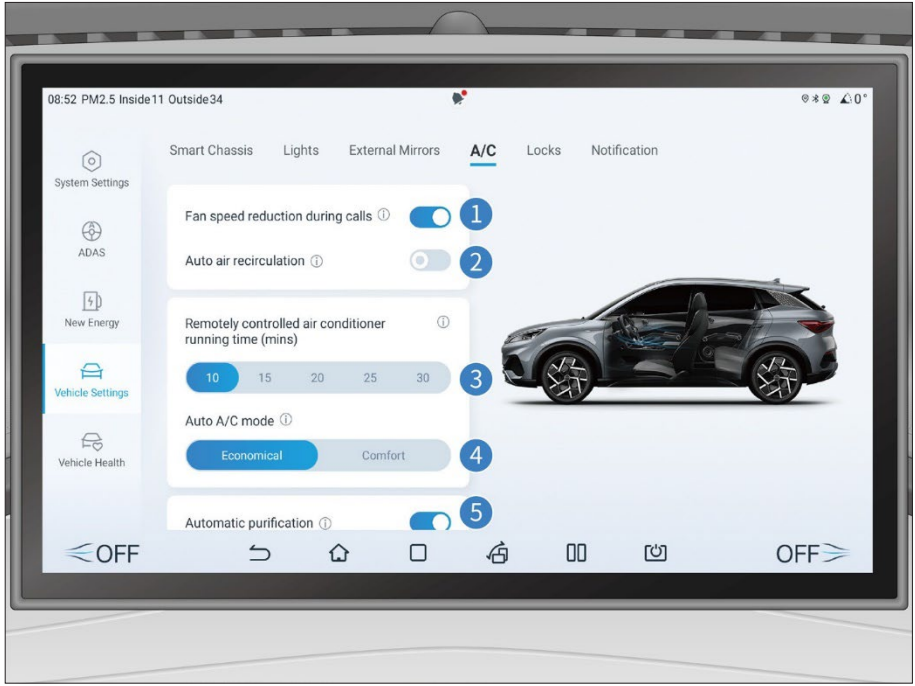 08:52 PM2.5 Inside11 Outside34
0°
Smart Chassis Lights External Mirrors A/C Locks Notification
System Settings
ADAS
New Energy
Vehicle Settings
Vehicle Health
Fan speed reduction during calls
1
Auto air recirculation
2
Remotely controlled air conditioner
running time (mins)
10 15 20 25 30
3
Auto A/C mode
Economical Comfort
4
Automatic purification
5
OFF
OFF